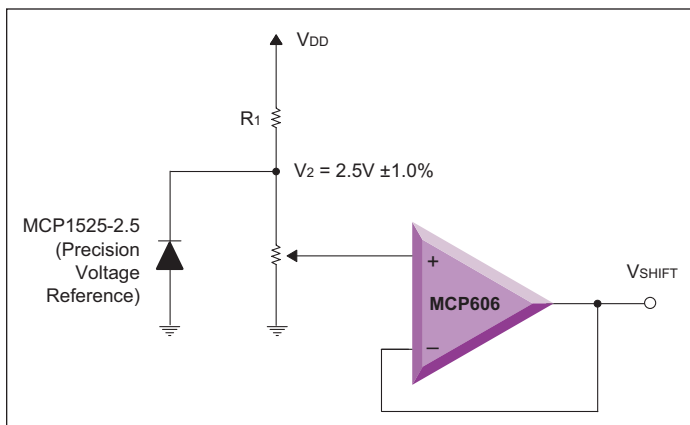 VDD
R1
V2 = 2.5V ±1.0%
MCP1525-2.5
(Precision
Voltage
Reference)
+
MCP606
–
VSHIFT